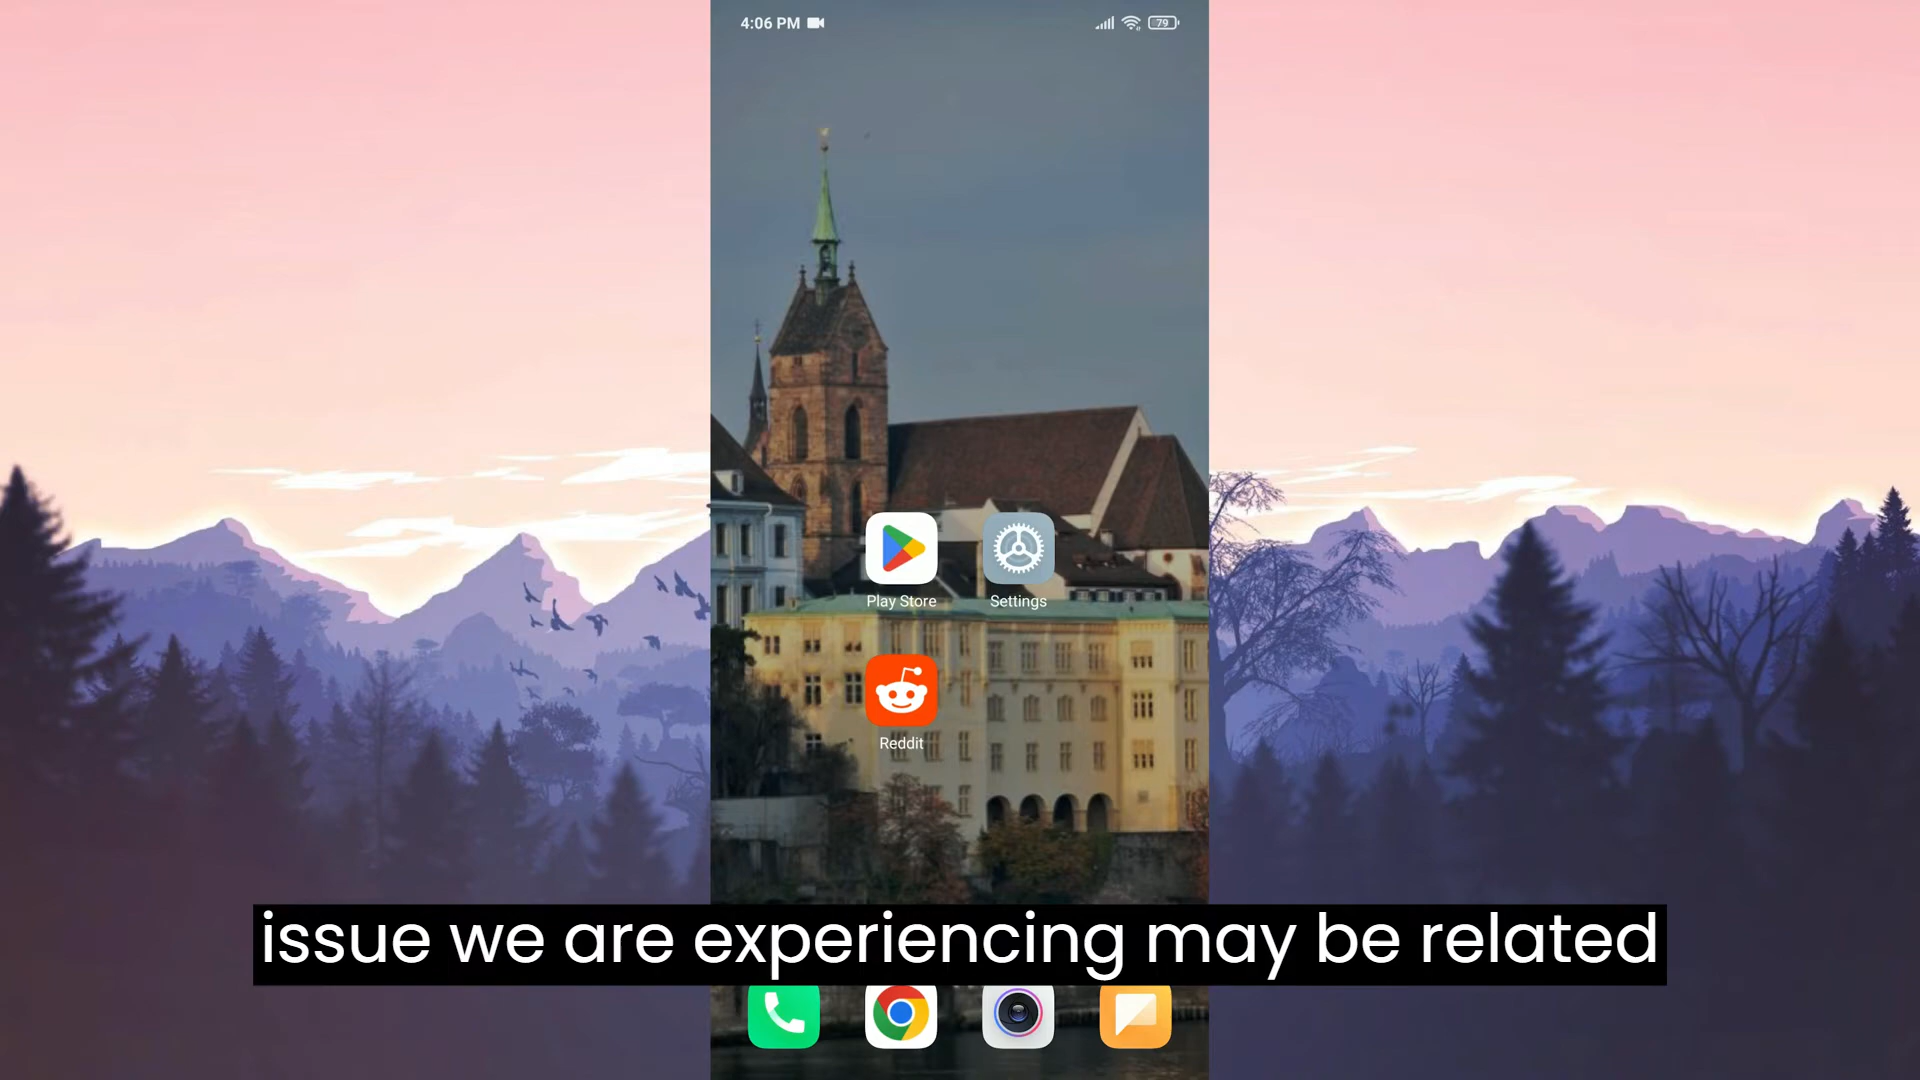 4:06 PM
79
Play Store
Settings
Reddit
issue we are experiencing may be related